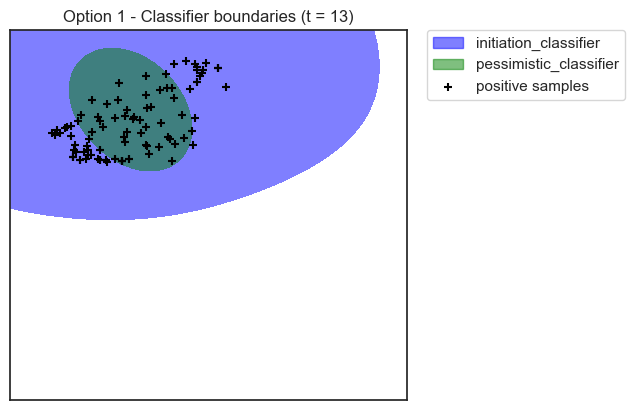 Option 1 - Classifier boundaries (t = 13)
initiation_classifier
pessimistic_classifier
positive samples